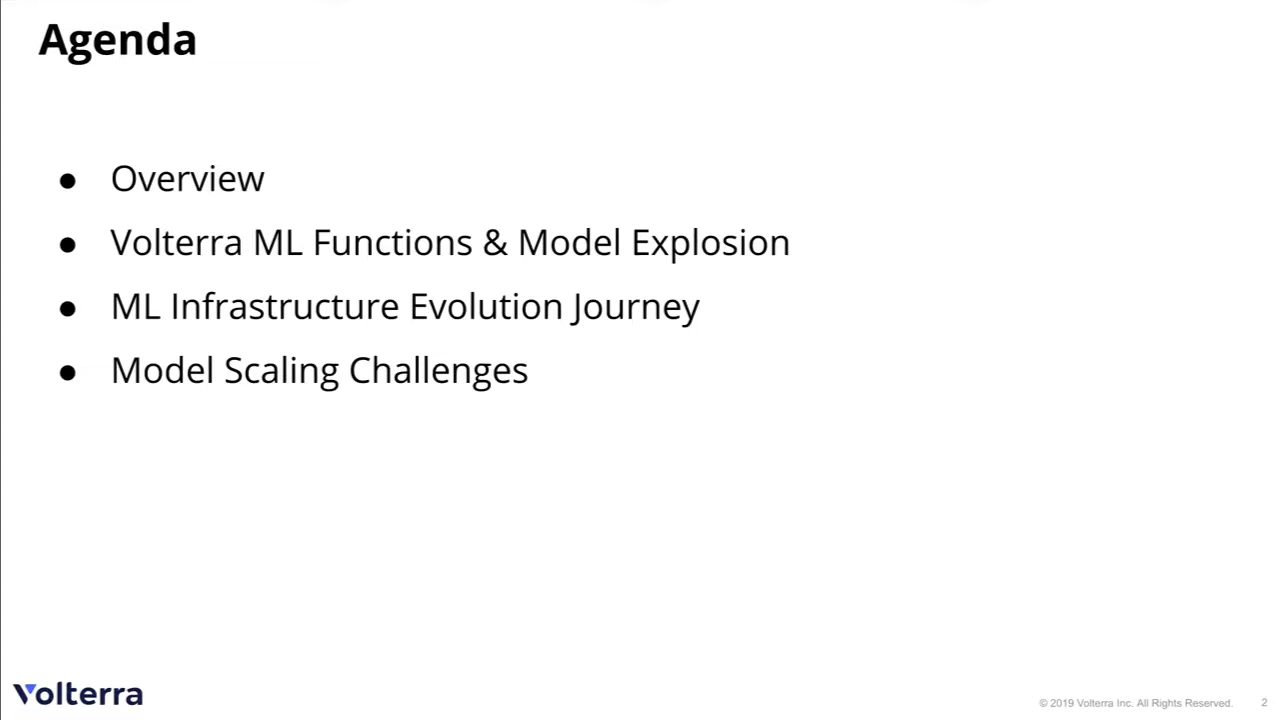 Agenda
● Overview
● Volterra ML Functions & Model Explosion
● ML Infrastructure Evolution Journey
● Model Scaling Challenges
Volterra
© 2019 Volterra Inc. All Rights Reserved. 2